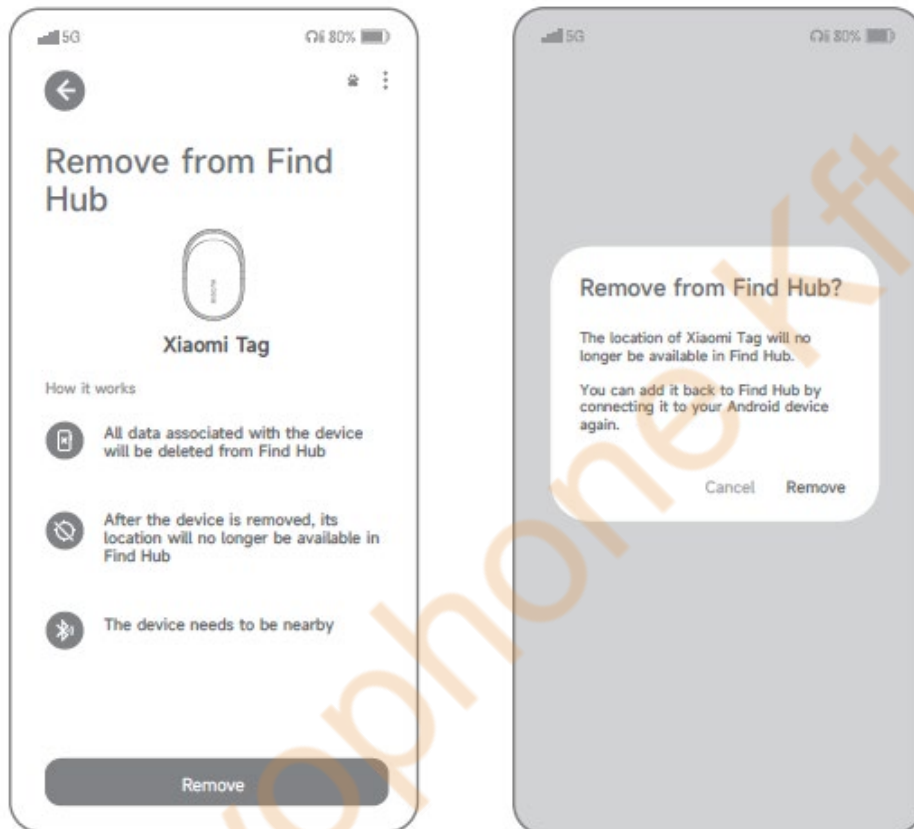 5G
80%
Remove from Find
Hub
xiaomi
Xiaomi Tag
How it works
All data associated with the device
will be deleted from Find Hub
After the device is removed, its
location will no longer be available in
Find Hub
The device needs to be nearby
Remove
5G
80%
Remove from Find Hub?
The location of Xiaomi Tag will no
longer be available in Find Hub.
You can add it back to Find Hub by
connecting it to your Android device
again.
Cancel Remove
ophone Kft